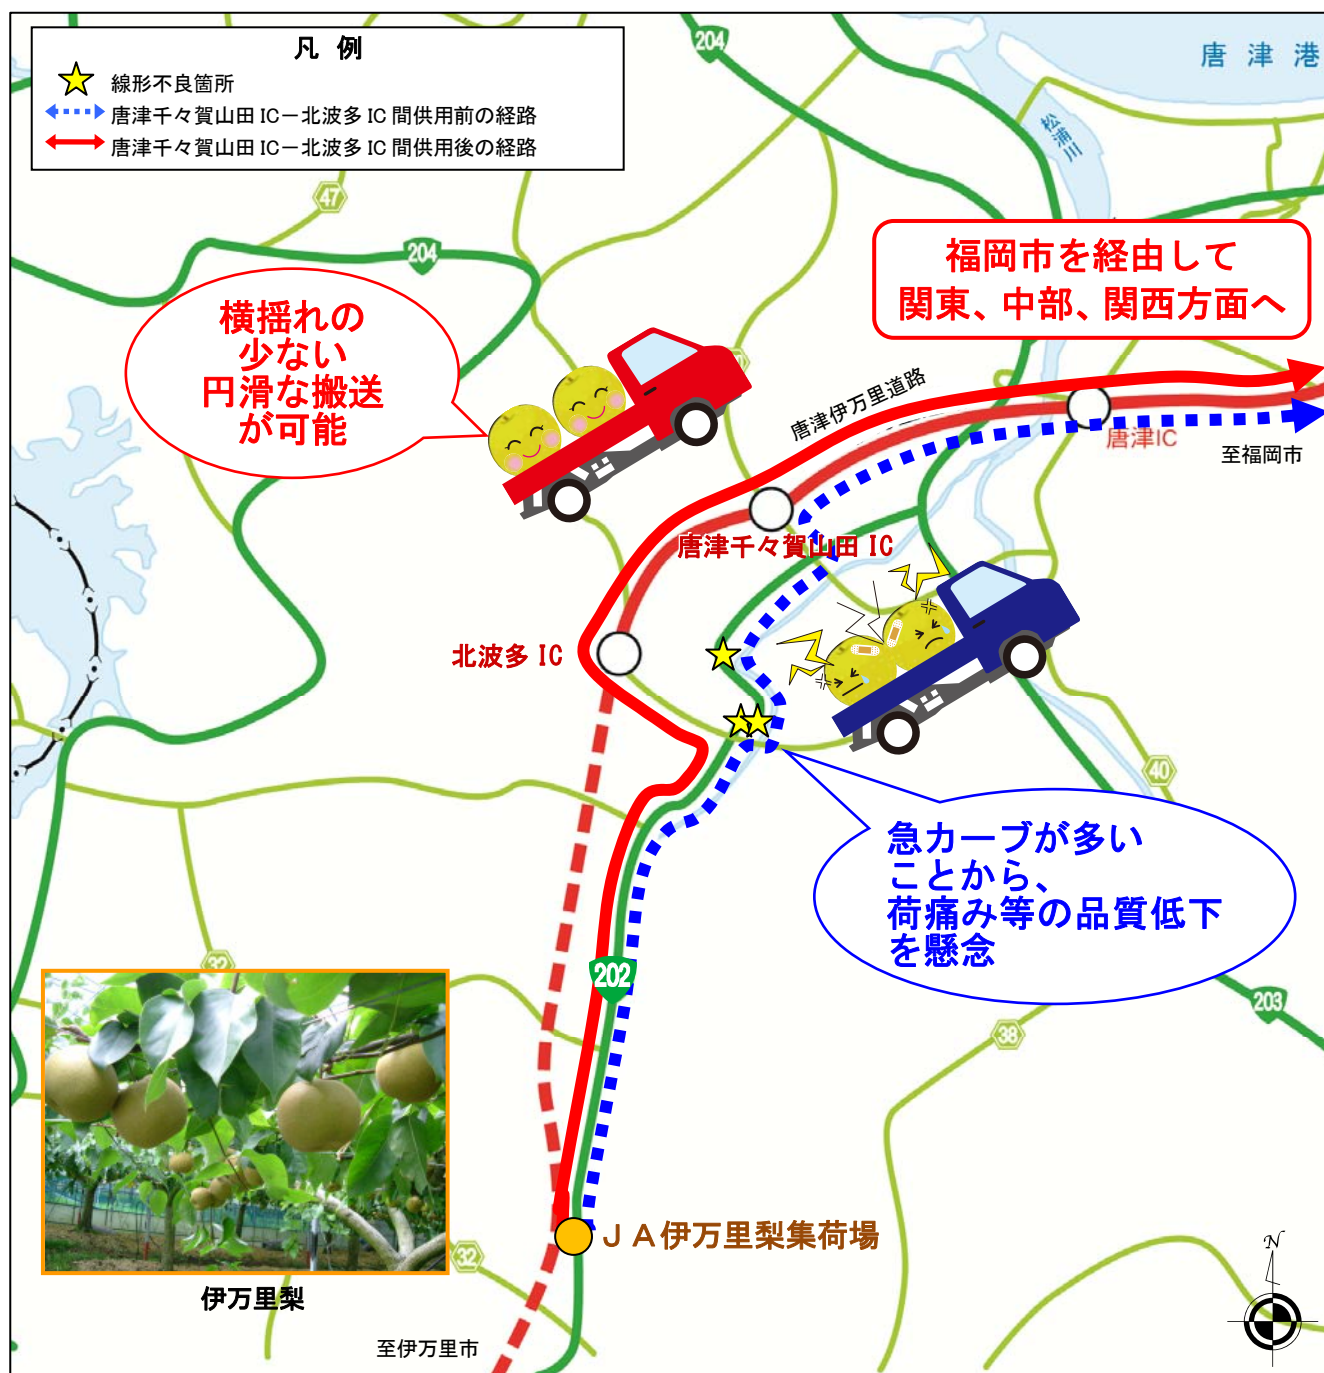 凡 例
線形不良箇所
唐津千々賀山田 IC－北波多 IC 間供用前の経路
唐津千々賀山田 IC－北波多 IC 間供用後の経路
204
唐 津 港
松浦川
47
204
福岡市を経由して
関東、中部、関西方面へ
横揺れの
少ない
円滑な搬送
が可能
唐津伊万里道路
唐津IC
至福岡市
唐津千々賀山田 IC
北波多 IC
40
急カーブが多い
ことから、
荷痛み等の品質低下
を懸念
32
202
203
38
ＪＡ伊万里梨集荷場
32
伊万里梨
至伊万里市
N